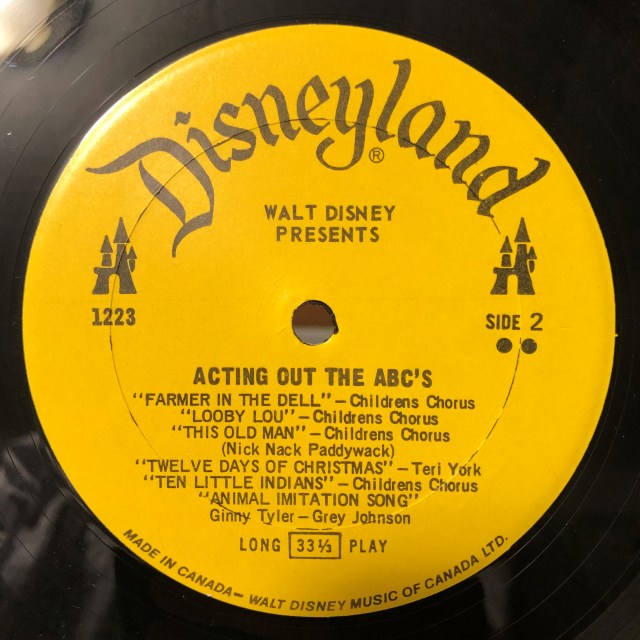 Disneyland®
WALT DISNEY
PRESENTS
1223
SIDE 2
ACTING OUT THE ABC'S
"FARMER IN THE DELL" – Childrens Chorus
"LOOBY LOU" – Childrens Chorus
"THIS OLD MAN" – Childrens Chorus
(Nick Nack Paddywack)
"TWELVE DAYS OF CHRISTMAS" – Teri York
"TEN LITTLE INDIANS" – Childrens Chorus
"ANIMAL IMITATION SONG"
Ginny Tyler – Grey Johnson
LONG 33⅓ PLAY
MADE IN CANADA – WALT DISNEY MUSIC OF CANADA LTD.